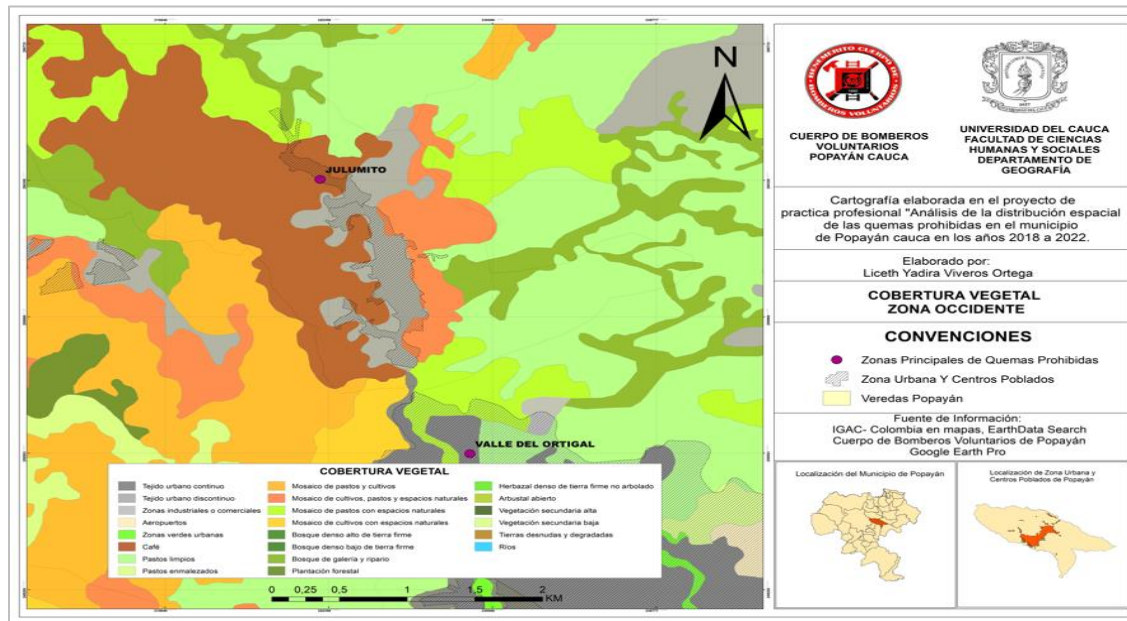 N
JULUMITO
VALLE DEL ORTIGAL
COBERTURA VEGETAL
Tejido urbano continuo
Tejido urbano discontinuo
Zonas industriales o comerciales
Aeropuertos
Zonas verdes urbanas
Café
Pastos limpios
Pastos enmalezados
Mosaico de pastos y cultivos
Mosaico de cultivos, pastos y espacios naturales
Mosaico de pastos con espacios naturales
Mosaico de cultivos con espacios naturales
Bosque denso alto de tierra firme
Bosque denso bajo de tierra firme
Bosque de galería y ripario
Plantación forestal
Herbazal denso de tierra firme no arbolado
Arbustal abierto
Vegetación secundaria alta
Vegetación secundaria baja
Tierras desnudas y degradadas
Ríos
0 0,25 0,5 1 1,5 2
KM
BENEMERITO CUERPO DE
BOMBEROS VOLUNTARIOS
CUERPO DE BOMBEROS
VOLUNTARIOS
POPAYÁN CAUCA
UNIVERSIDAD DEL CAUCA
FACULTAD DE CIENCIAS
HUMANAS Y SOCIALES
DEPARTAMENTO DE
GEOGRAFÍA
Cartografía elaborada en el proyecto de
practica profesional "Análisis de la distribución espacial
de las quemas prohibidas en el municipio
de Popayán cauca en los años 2018 a 2022.
Elaborado por:
Liceth Yadira Viveros Ortega
COBERTURA VEGETAL
ZONA OCCIDENTE
CONVENCIONES
Zonas Principales de Quemas Prohibidas
Zona Urbana Y Centros Poblados
Veredas Popayán
Fuente de Información:
IGAC- Colombia en mapas, EarthData Search
Cuerpo de Bomberos Voluntarios de Popayán
Google Earth Pro
Localización del Municipio de Popayán
Localización de Zona Urbana y
Centros Poblados de Popayán